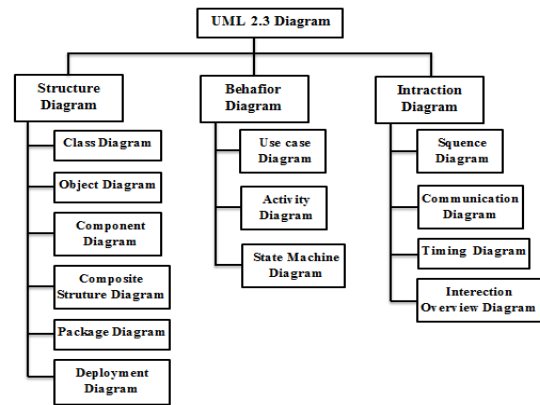 UML 2.3 Diagram
Structure
Diagram
Class Diagram
Object Diagram
Component
Diagram
Composite
Struture Diagram
Package Diagram
Deployment
Diagram
Behafior
Diagram
Use case
Diagram
Activity
Diagram
State Machine
Diagram
Intraction
Diagram
Squence
Diagram
Communication
Diagram
Timing Diagram
Interection
Overview Diagram